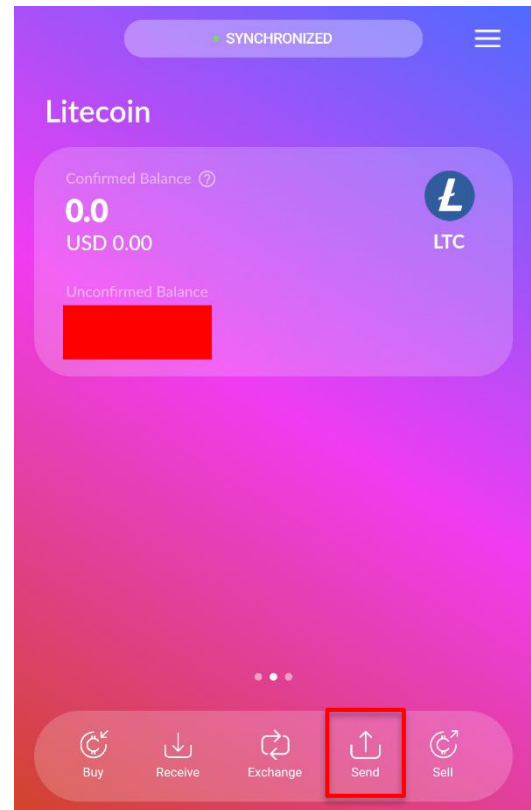 SYNCHRONIZED
Litecoin
Confirmed Balance ?
0.0
USD 0.00
LTC
Unconfirmed Balance
Buy Receive Exchange Send Sell